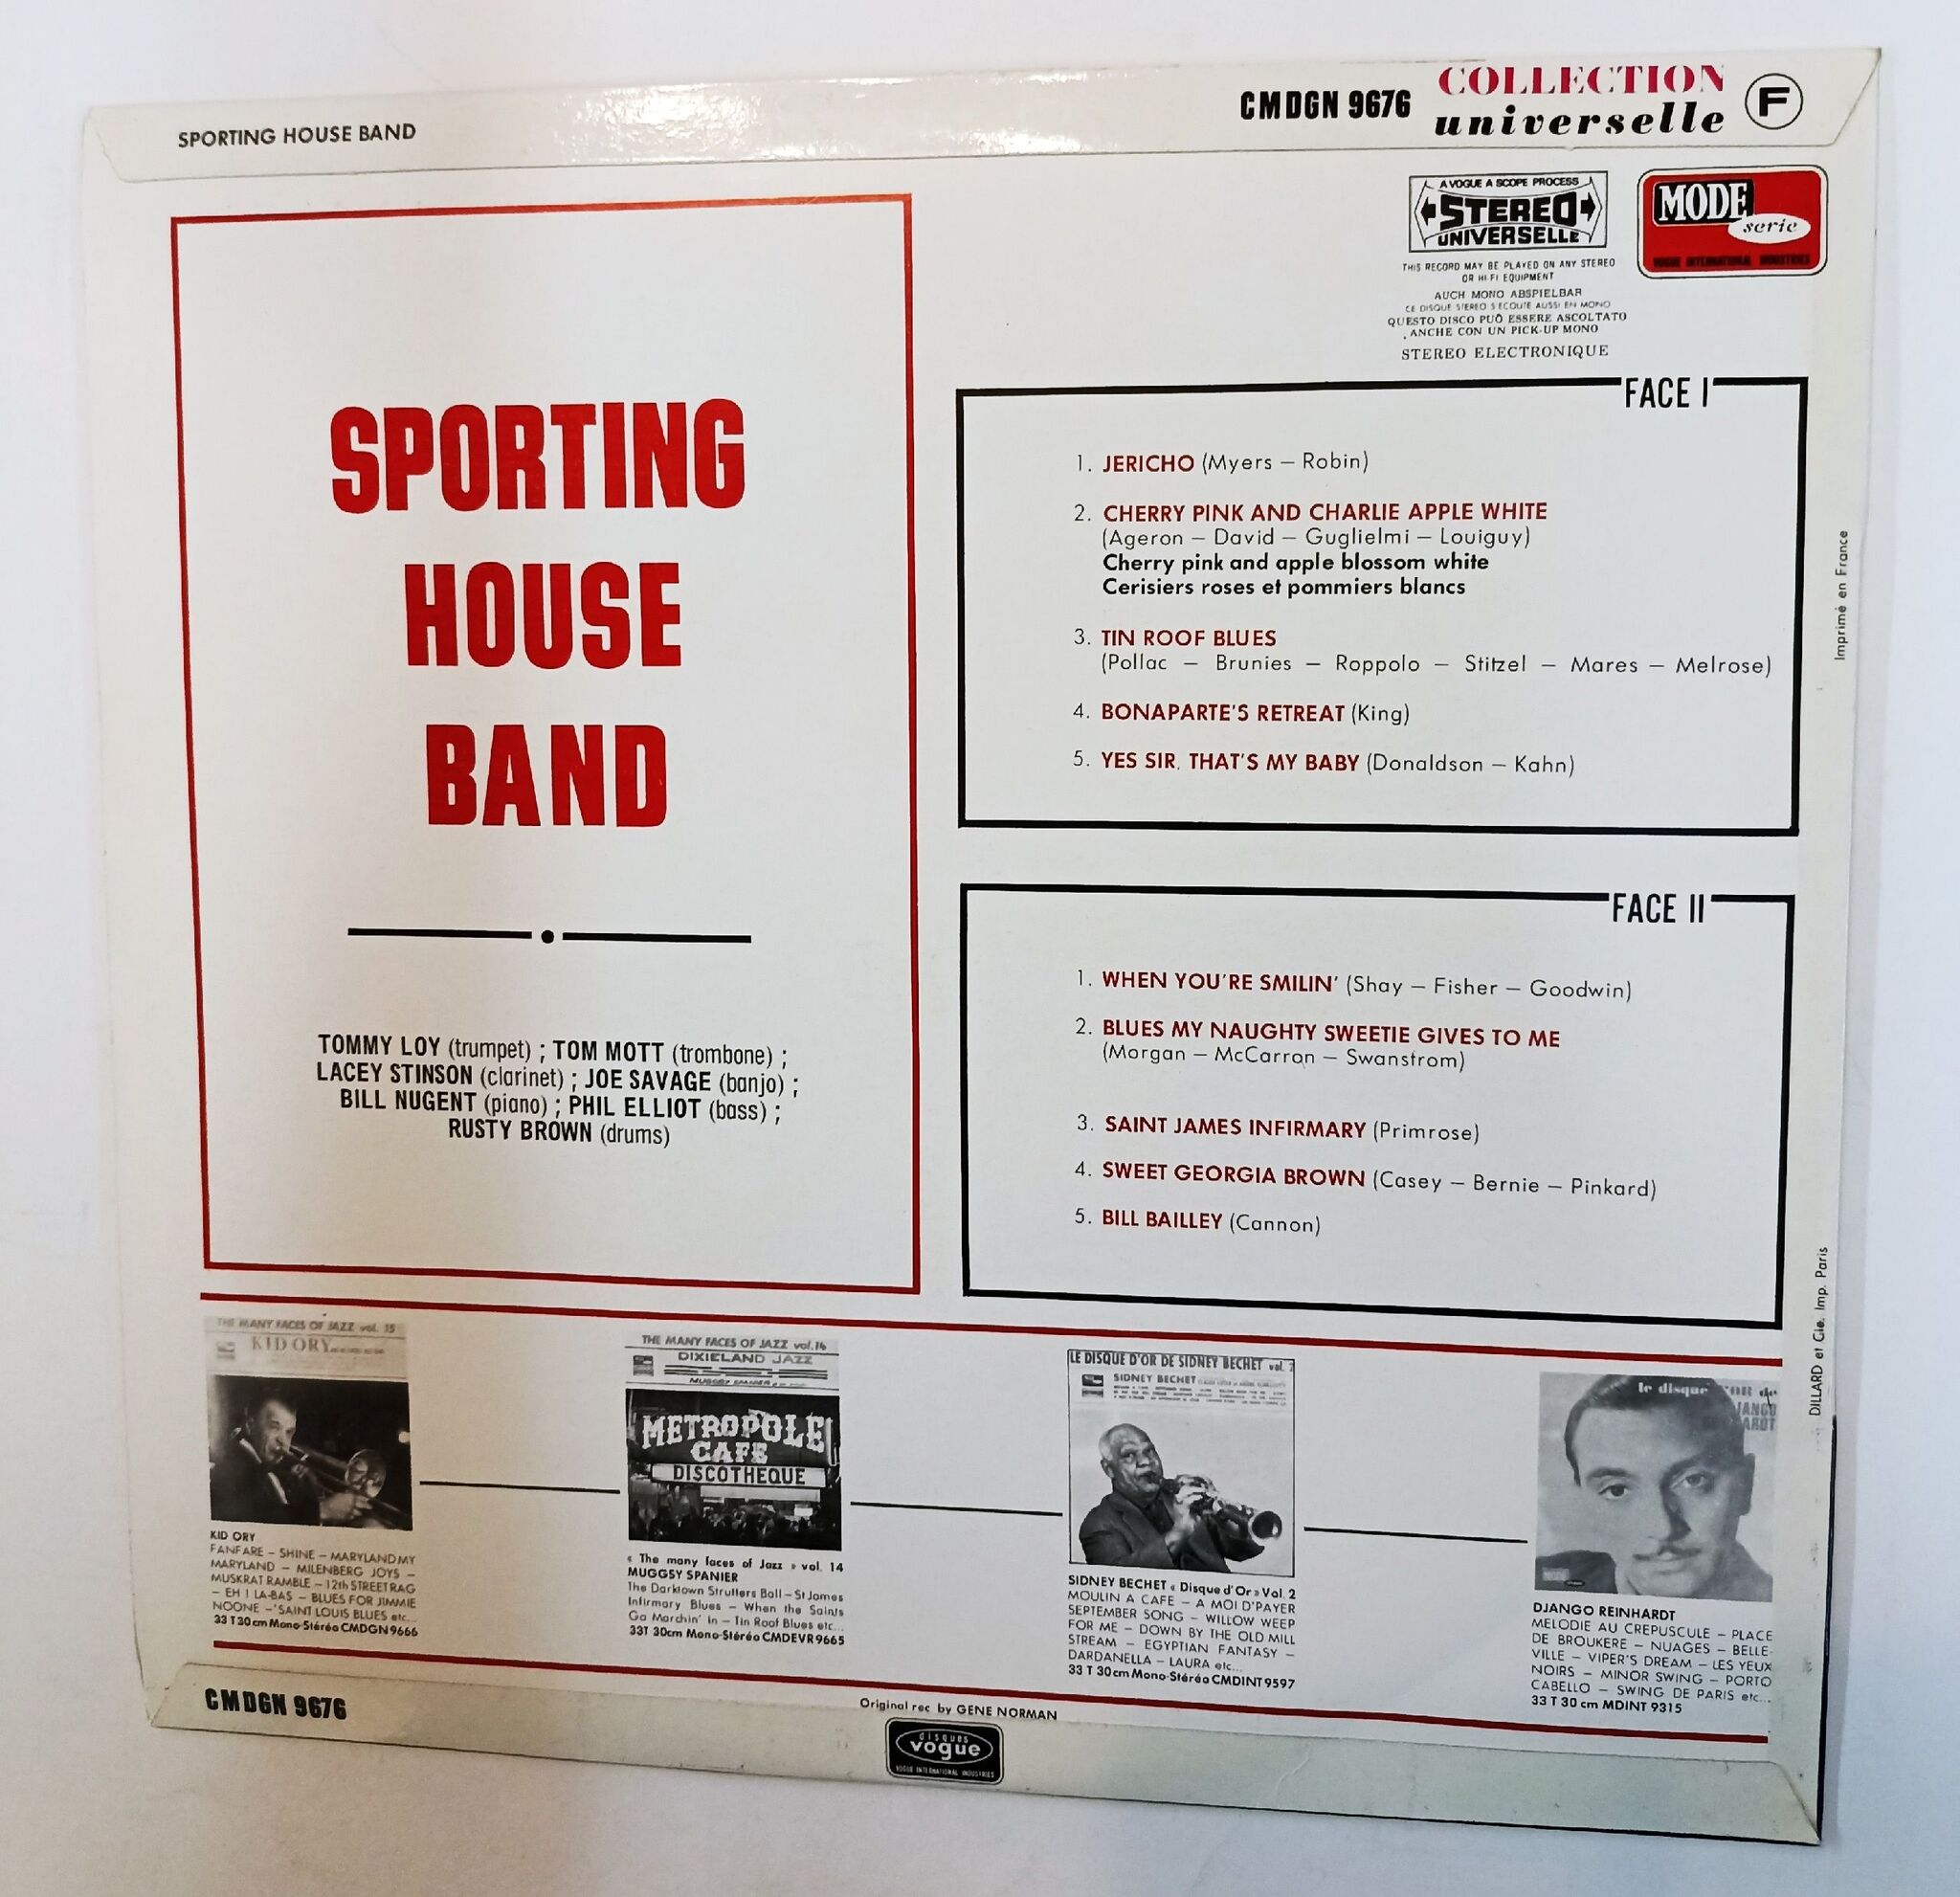 SPORTING HOUSE BAND
CMDGN 9676
COLLECTION
universelle
F
A VOGUE A SCOPE PROCESS
STEREO
UNIVERSELLE
MODE
serie
VOGUE INTERNATIONAL INDUSTRIES
THIS RECORD MAY BE PLAYED ON ANY STEREO
OR HI-FI EQUIPMENT
AUCH MONO ABSPIELBAR
CE DISQUE STEREO S'ECOUTE AUSSI EN MONO
QUESTO DISCO PUÒ ESSERE ASCOLTATO
ANCHE CON UN PICK-UP MONO
STEREO ELECTRONIQUE
SPORTING
HOUSE
BAND
TOMMY LOY (trumpet) ; TOM MOTT (trombone) ;
LACEY STINSON (clarinet) ; JOE SAVAGE (banjo) ;
BILL NUGENT (piano) ; PHIL ELLIOT (bass) ;
RUSTY BROWN (drums)
FACE I
1. JERICHO (Myers – Robin)
2. CHERRY PINK AND CHARLIE APPLE WHITE
(Ageron – David – Guglielmi – Louiguy)
Cherry pink and apple blossom white
Cerisiers roses et pommiers blancs
3. TIN ROOF BLUES
(Pollac – Brunies – Roppolo – Stitzel – Mares – Melrose)
4. BONAPARTE'S RETREAT (King)
5. YES SIR. THAT'S MY BABY (Donaldson – Kahn)
FACE II
1. WHEN YOU'RE SMILIN' (Shay – Fisher – Goodwin)
2. BLUES MY NAUGHTY SWEETIE GIVES TO ME
(Morgan – McCarron – Swanstrom)
3. SAINT JAMES INFIRMARY (Primrose)
4. SWEET GEORGIA BROWN (Casey – Bernie – Pinkard)
5. BILL BAILLEY (Cannon)
Imprimé en France
DILLARD et Cie. Imp. Paris
THE MANY FACES OF JAZZ vol. 15
KID ORY
KID ORY
FANFARE – SHINE – MARYLAND MY
MARYLAND – MILENBERG JOYS –
MUSKRAT RAMBLE – 12th STREET RAG
– EH ! LA-BAS – BLUES FOR JIMMIE
NOONE – SAINT LOUIS BLUES etc...
33 T 30 cm Mono-Stéréo CMDGN 9666
THE MANY FACES OF JAZZ vol.14
DIXIELAND JAZZ
MUGGSY SPANIER
METROPOLE
CAFE
DISCOTHEQUE
« The many faces of Jazz » vol. 14
MUGGSY SPANIER
The Darktown Strutters Ball – St James
Infirmary Blues – When the Saints
Go Marchin' in – Tin Roof Blues etc...
33T 30cm Mono-Stéréo CMDEVR 9665
LE DISQUE D'OR DE SIDNEY BECHET vol. 2
SIDNEY BECHET
SIDNEY BECHET « Disque d'Or » Vol. 2
MOULIN A CAFE – A MOI D'PAYER
SEPTEMBER SONG – WILLOW WEEP
FOR ME – DOWN BY THE OLD MILL
STREAM – EGYPTIAN FANTASY –
DARDANELLA – LAURA etc...
33 T 30 cm Mono-Stéréo CMDINT 9597
le disque d'OR de
DJANGO REINHARDT
MELODIE AU CREPUSCULE – PLACE
DE BROUKERE – NUAGES – BELLE-
VILLE – VIPER'S DREAM – LES YEUX
NOIRS – MINOR SWING – PORTO
CABELLO – SWING DE PARIS etc...
33 T 30 cm MDINT 9315
CMDGN 9676
Original rec by GENE NORMAN
disques
vogue
VOGUE INTERNATIONAL INDUSTRIES